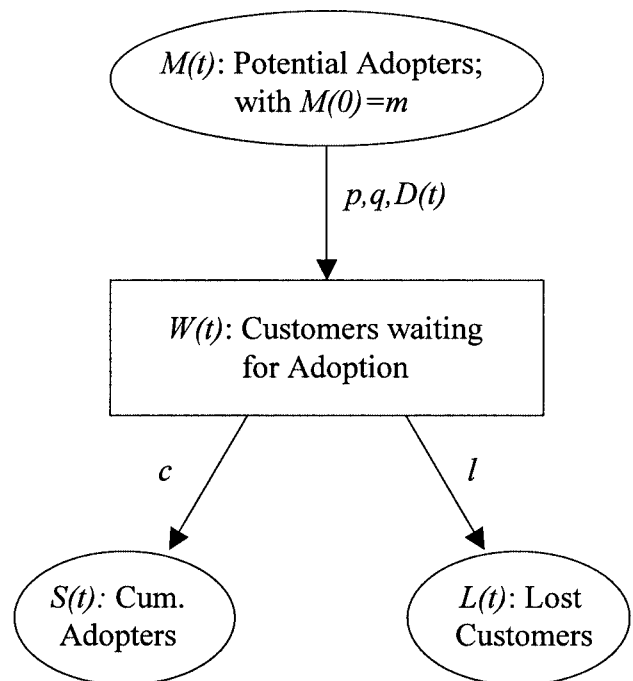 M(t): Potential Adopters;
with M(0)=m
p,q,D(t)
W(t): Customers waiting
for Adoption
c
l
S(t): Cum.
Adopters
L(t): Lost
Customers